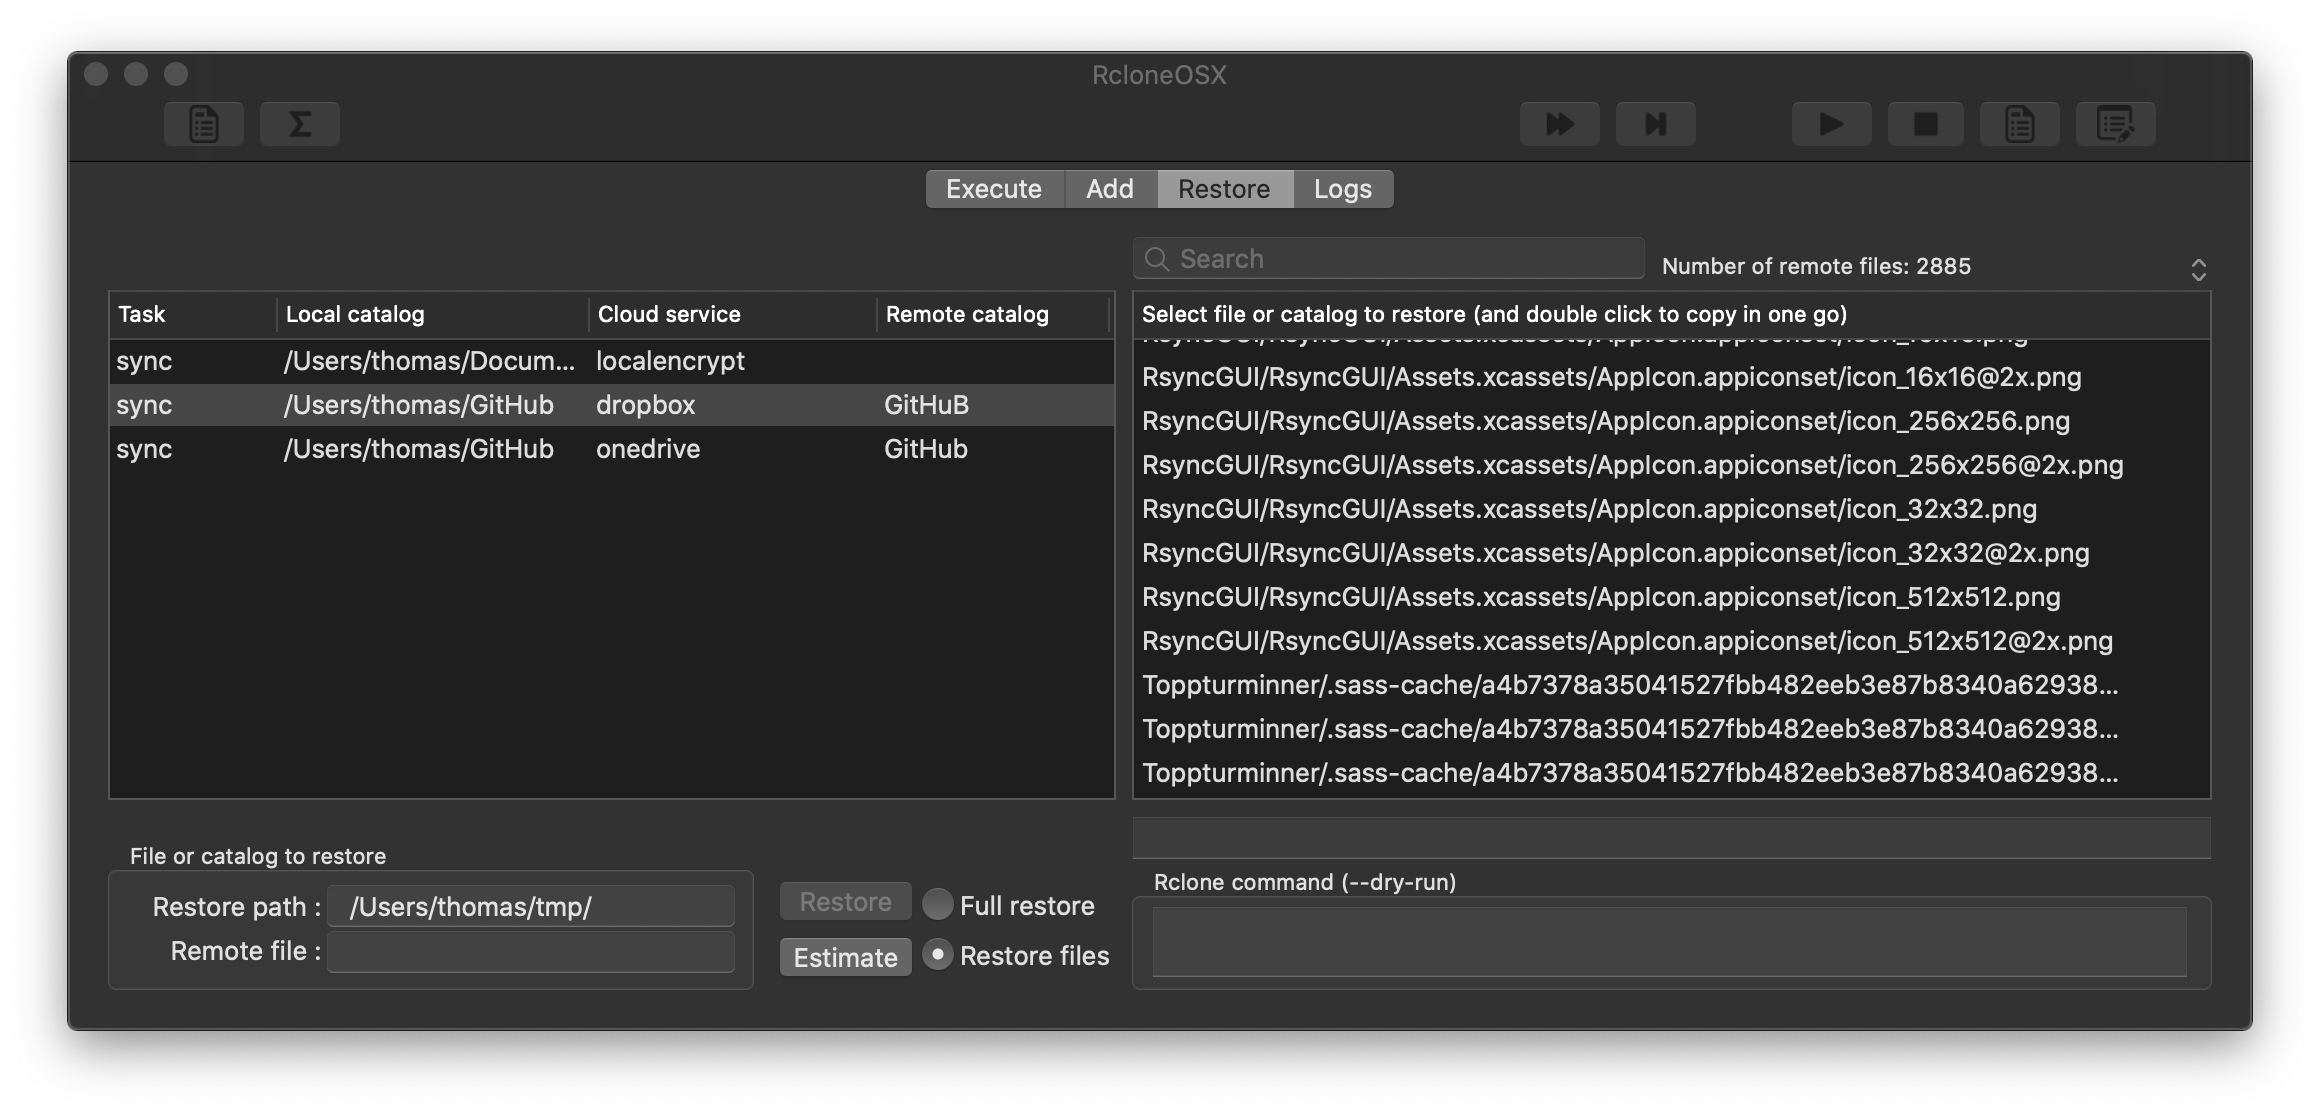 RcloneOSX
Execute Add Restore Logs
Search
Number of remote files: 2885
Task Local catalog Cloud service Remote catalog
sync /Users/thomas/Docum... localencrypt
sync /Users/thomas/GitHub dropbox GitHuB
sync /Users/thomas/GitHub onedrive GitHub
Select file or catalog to restore (and double click to copy in one go)
RsyncGUI/RsyncGUI/Assets.xcassets/AppIcon.appiconset/icon_16x16@2x.png
RsyncGUI/RsyncGUI/Assets.xcassets/AppIcon.appiconset/icon_256x256.png
RsyncGUI/RsyncGUI/Assets.xcassets/AppIcon.appiconset/icon_256x256@2x.png
RsyncGUI/RsyncGUI/Assets.xcassets/AppIcon.appiconset/icon_32x32.png
RsyncGUI/RsyncGUI/Assets.xcassets/AppIcon.appiconset/icon_32x32@2x.png
RsyncGUI/RsyncGUI/Assets.xcassets/AppIcon.appiconset/icon_512x512.png
RsyncGUI/RsyncGUI/Assets.xcassets/AppIcon.appiconset/icon_512x512@2x.png
Toppturminner/.sass-cache/a4b7378a35041527fbb482eeb3e87b8340a62938...
Toppturminner/.sass-cache/a4b7378a35041527fbb482eeb3e87b8340a62938...
Toppturminner/.sass-cache/a4b7378a35041527fbb482eeb3e87b8340a62938...
File or catalog to restore
Restore path : /Users/thomas/tmp/
Remote file :
Restore Full restore
Estimate Restore files
Rclone command (--dry-run)